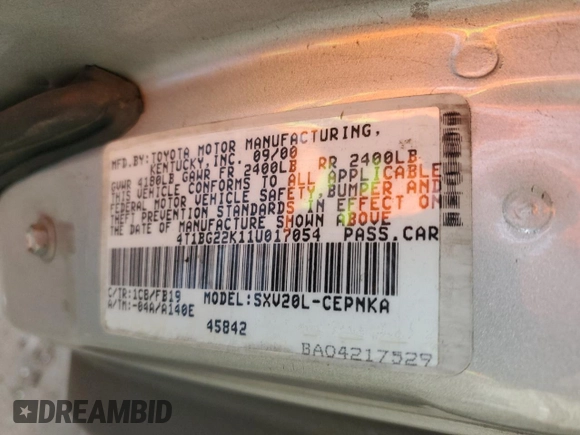 MFD.BY:TOYOTA MOTOR MANUFACTURING,
KENTUCKY,INC. 09/00
GVWR 4180LB GAWR FR 2400LB RR 2400LB
THIS VEHICLE CONFORMS TO ALL APPLICABLE
FEDERAL MOTOR VEHICLE SAFETY,BUMPER AND
THEFT PREVENTION STANDARDS IN EFFECT ON
THE DATE OF MANUFACTURE SHOWN ABOVE
4T1BG22K11U017054 PASS.CAR
C/TR:1C8/FB19 MODEL:SXV20L-CEPNKA
A/TM:-04A/A140E
45842
BA04217529
DREAMBID